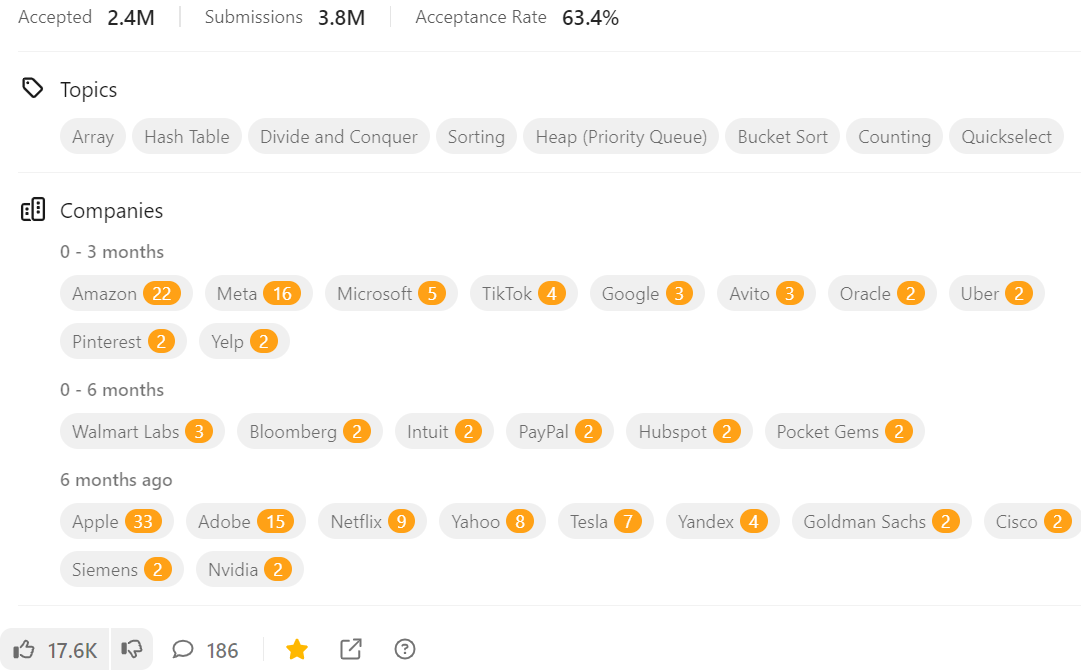 Accepted 2.4M Submissions 3.8M Acceptance Rate 63.4%
Topics
Array Hash Table Divide and Conquer Sorting Heap (Priority Queue) Bucket Sort Counting Quickselect
Companies
0 - 3 months
Amazon 22 Meta 16 Microsoft 5 TikTok 4 Google 3 Avito 3 Oracle 2 Uber 2
Pinterest 2 Yelp 2
0 - 6 months
Walmart Labs 3 Bloomberg 2 Intuit 2 PayPal 2 Hubspot 2 Pocket Gems 2
6 months ago
Apple 33 Adobe 15 Netflix 9 Yahoo 8 Tesla 7 Yandex 4 Goldman Sachs 2 Cisco 2
Siemens 2 Nvidia 2
17.6K 186